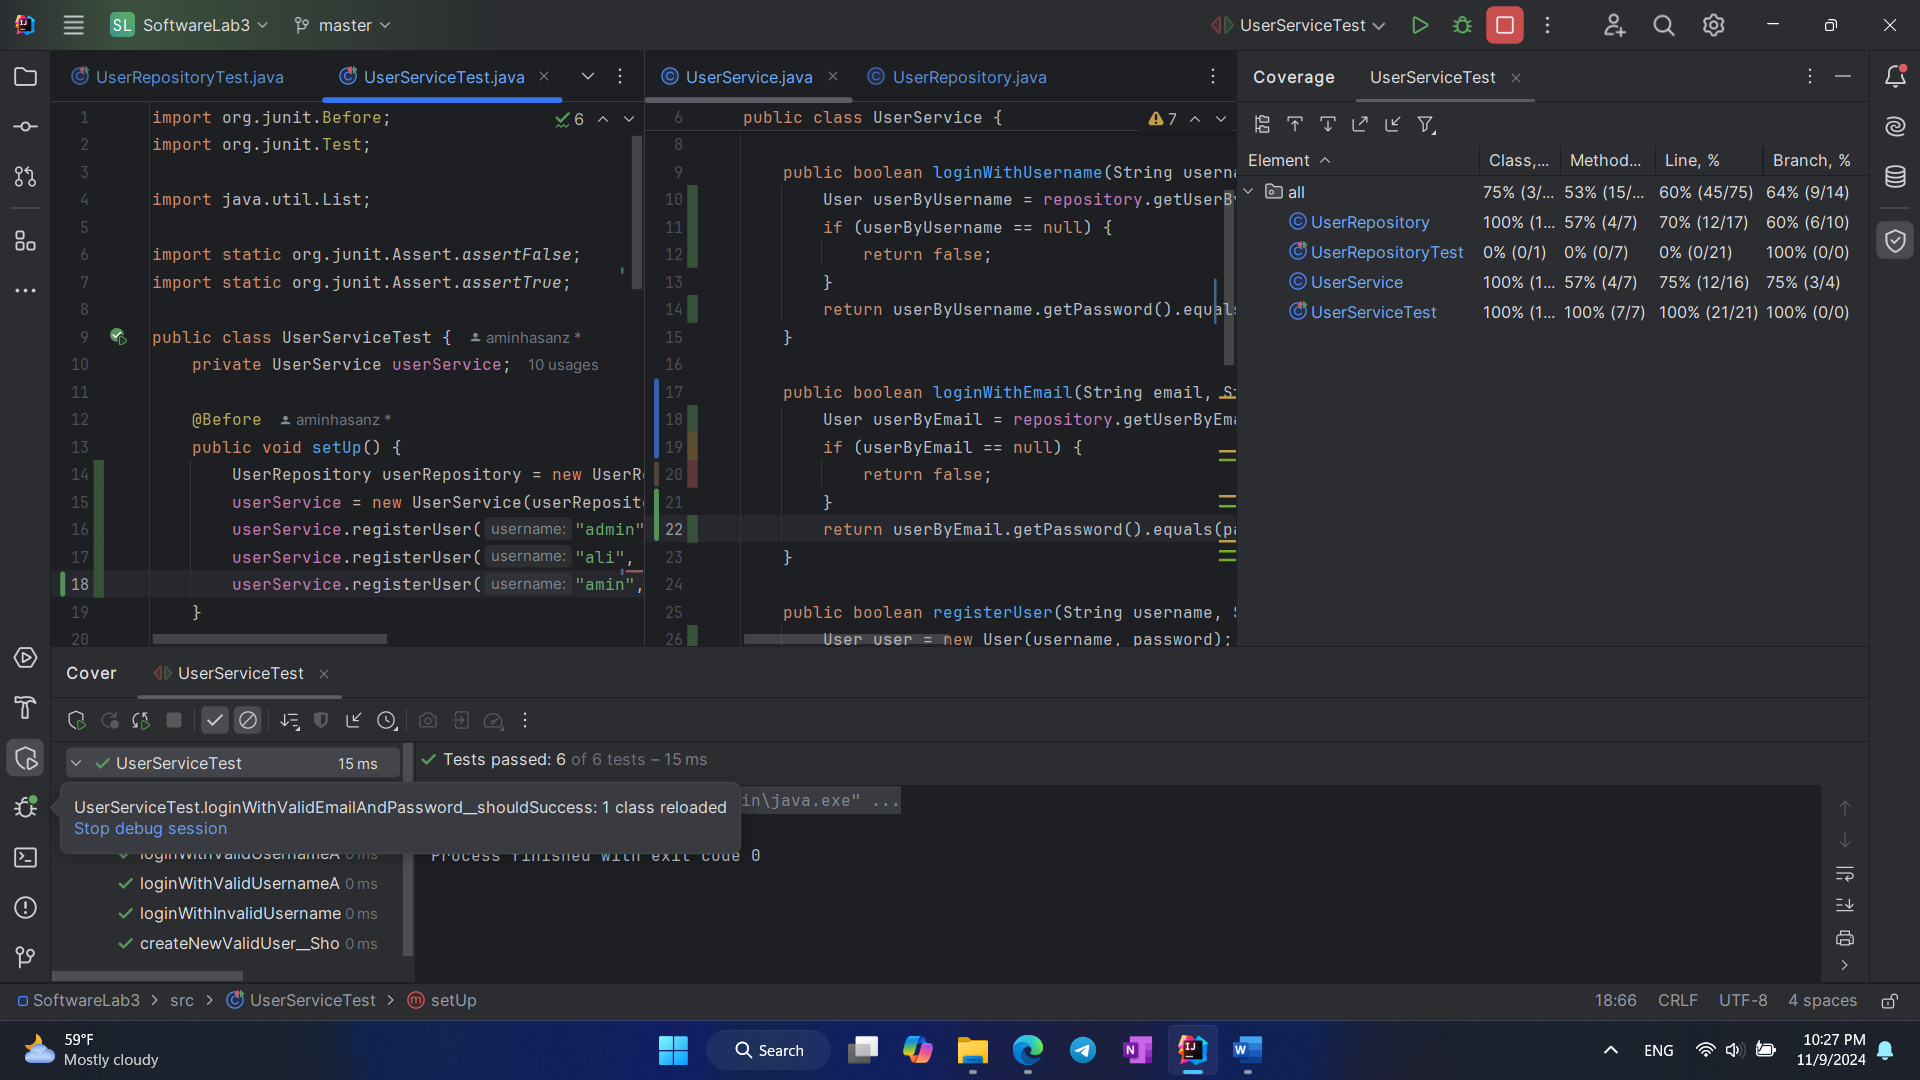 SL SoftwareLab3 master UserServiceTest
UserRepositoryTest.java UserServiceTest.java
1 import org.junit.Before; 6
2 import org.junit.Test;
3
4 import java.util.List;
5
6 import static org.junit.Assert.assertFalse;
7 import static org.junit.Assert.assertTrue;
8
9 public class UserServiceTest { aminhasanz *
10 private UserService userService; 10 usages
11
12 @Before aminhasanz *
13 public void setUp() {
14 UserRepository userRepository = new UserR
15 userService = new UserService(userReposit
16 userService.registerUser( username: "admin"
17 userService.registerUser( username: "ali",
18 userService.registerUser( username: "amin",
19 }
20
UserService.java UserRepository.java
6 public class UserService { 7
8
9 public boolean loginWithUsername(String userna
10 User userByUsername = repository.getUserBy
11 if (userByUsername == null) {
12 return false;
13 }
14 return userByUsername.getPassword().equals
15 }
16
17 public boolean loginWithEmail(String email, St
18 User userByEmail = repository.getUserByEma
19 if (userByEmail == null) {
20 return false;
21 }
22 return userByEmail.getPassword().equals(pa
23 }
24
25 public boolean registerUser(String username, S
26 User user = new User(username, password);
Coverage UserServiceTest
Element Class,... Method... Line, % Branch, %
all 75% (3/... 53% (15/... 60% (45/75) 64% (9/14)
UserRepository 100% (1... 57% (4/7) 70% (12/17) 60% (6/10)
UserRepositoryTest 0% (0/1) 0% (0/7) 0% (0/21) 100% (0/0)
UserService 100% (1... 57% (4/7) 75% (12/16) 75% (3/4)
UserServiceTest 100% (1... 100% (7/7) 100% (21/21) 100% (0/0)
Cover UserServiceTest
UserServiceTest 15 ms
Tests passed: 6 of 6 tests – 15 ms
UserServiceTest.loginWithValidEmailAndPassword__shouldSuccess: 1 class reloaded
Stop debug session
in\java.exe" ...
loginWithValidUsernameA 0 ms
Process finished with exit code 0
loginWithValidUsernameA 0 ms
loginWithInvalidUsername 0 ms
createNewValidUser__Sho 0 ms
SoftwareLab3 > src > UserServiceTest > setUp
18:66 CRLF UTF-8 4 spaces
59°F
Mostly cloudy
Search
ENG
10:27 PM
11/9/2024